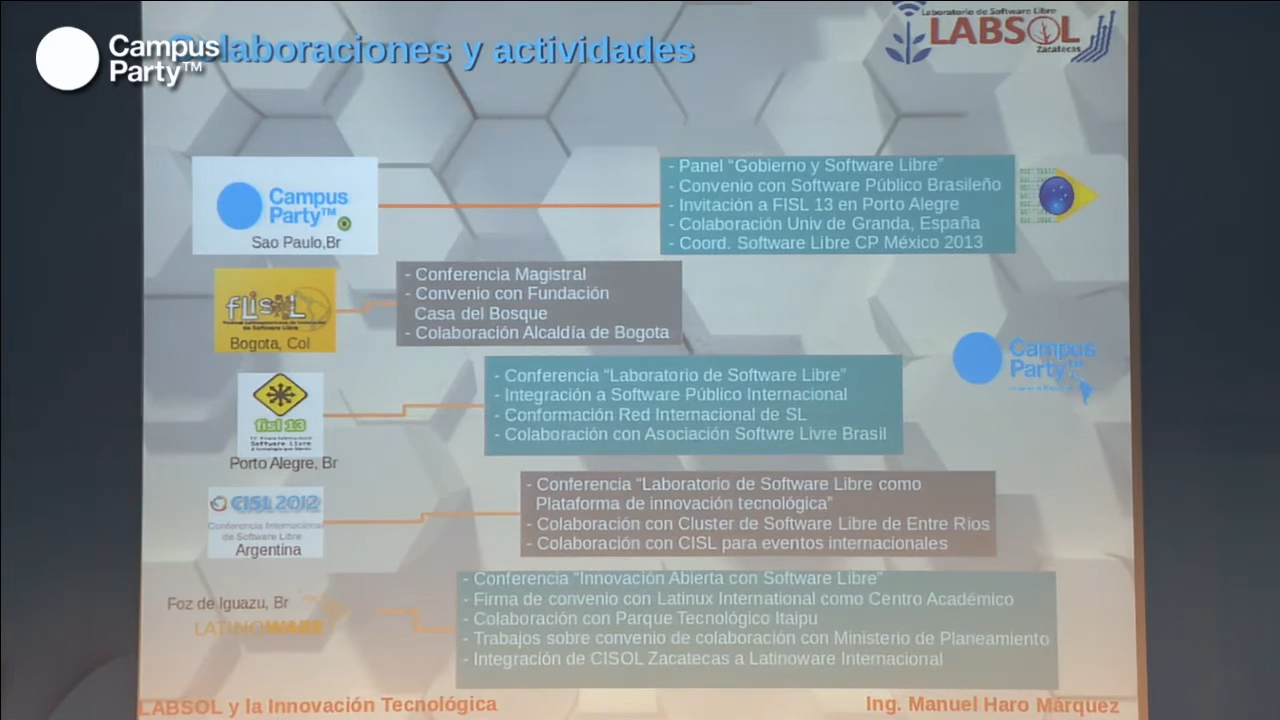 Campus
Party™
Colaboraciones y actividades
Laboratorio de Software Libre
LABSOL
Zacatecas
Campus
Party™
Sao Paulo,Br
- Panel “Gobierno y Software Libre”
- Convenio con Software Público Brasileño
- Invitación a FISL 13 en Porto Alegre
- Colaboración Univ de Granda, España
- Coord. Software Libre CP México 2013
fLisoL
de Software Libre
Bogota, Col
- Conferencia Magistral
- Convenio con Fundación
Casa del Bosque
- Colaboración Alcaldía de Bogota
Campus
Party™
fisl 13
Software Livre
Porto Alegre, Br
- Conferencia “Laboratorio de Software Libre”
- Integración a Software Público Internacional
- Conformación Red Internacional de SL
- Colaboración con Asociación Softwre Livre Brasil
CISL 2012
Conferencia Internacional
de Software Libre
Argentina
- Conferencia “Laboratorio de Software Libre como
Plataforma de innovación tecnológica”
- Colaboración con Cluster de Software Libre de Entre Rios
- Colaboración con CISL para eventos internacionales
Foz de Iguazu, Br
LATINOWARE
- Conferencia “Innovación Abierta con Software Libre”
- Firma de convenio con Latinux International como Centro Académico
- Colaboración con Parque Tecnológico Itaipu
- Trabajos sobre convenio de colaboración con Ministerio de Planeamiento
- Integración de CISOL Zacatecas a Latinoware Internacional
LABSOL y la Innovación Tecnológica
Ing. Manuel Haro Márquez